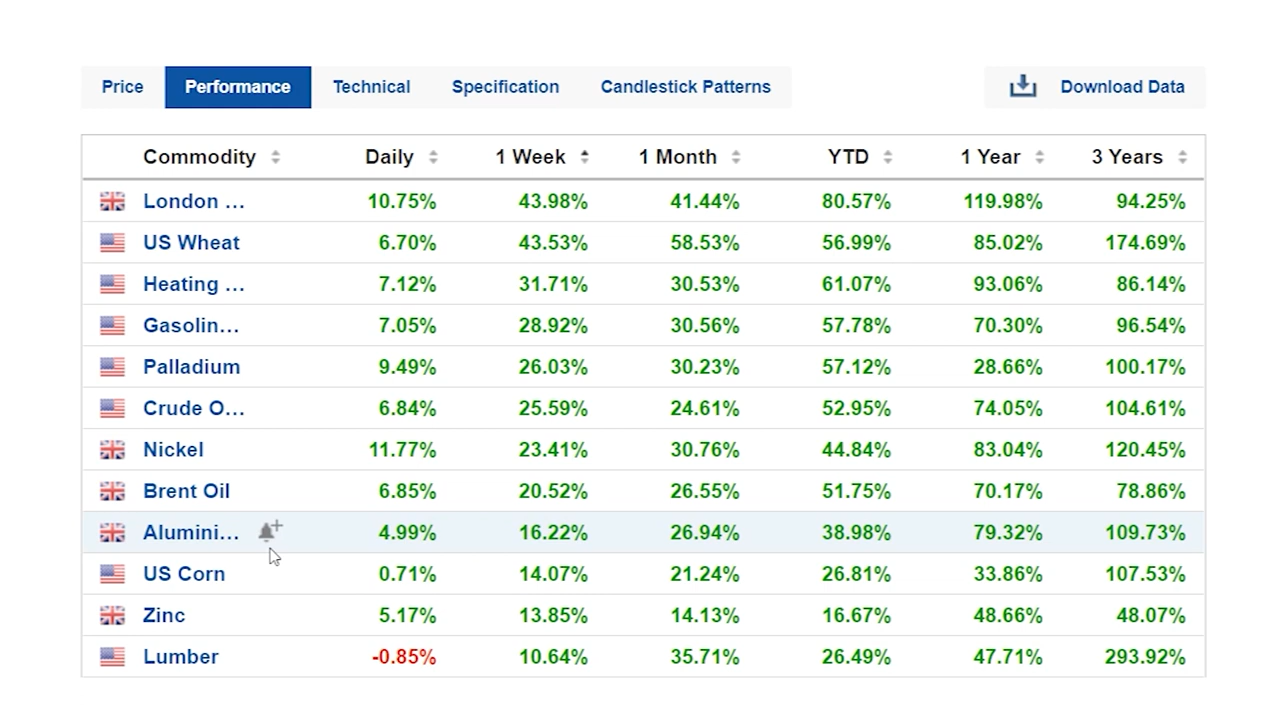 Price Performance Technical Specification Candlestick Patterns Download Data
Commodity Daily 1 Week 1 Month YTD 1 Year 3 Years
London ... 10.75% 43.98% 41.44% 80.57% 119.98% 94.25%
US Wheat 6.70% 43.53% 58.53% 56.99% 85.02% 174.69%
Heating ... 7.12% 31.71% 30.53% 61.07% 93.06% 86.14%
Gasolin... 7.05% 28.92% 30.56% 57.78% 70.30% 96.54%
Palladium 9.49% 26.03% 30.23% 57.12% 28.66% 100.17%
Crude O... 6.84% 25.59% 24.61% 52.95% 74.05% 104.61%
Nickel 11.77% 23.41% 30.76% 44.84% 83.04% 120.45%
Brent Oil 6.85% 20.52% 26.55% 51.75% 70.17% 78.86%
Alumini... 4.99% 16.22% 26.94% 38.98% 79.32% 109.73%
US Corn 0.71% 14.07% 21.24% 26.81% 33.86% 107.53%
Zinc 5.17% 13.85% 14.13% 16.67% 48.66% 48.07%
Lumber -0.85% 10.64% 35.71% 26.49% 47.71% 293.92%